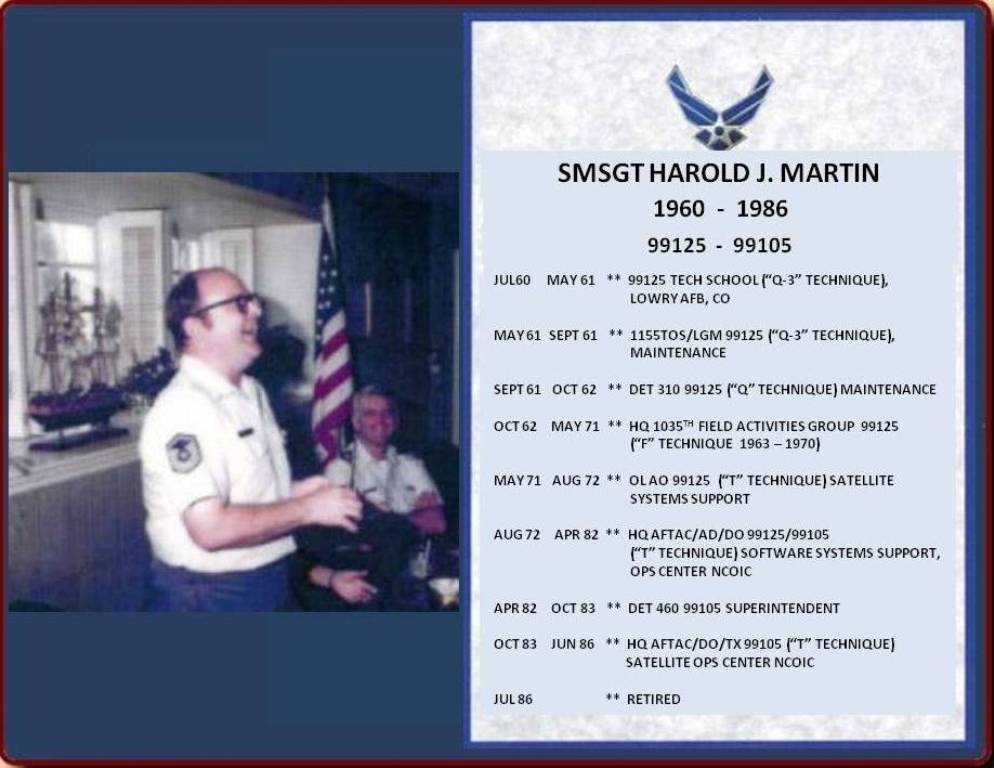 SMSGT HAROLD J. MARTIN
1960 - 1986
99125 - 99105
JUL60 MAY 61 ** 99125 TECH SCHOOL (“Q-3” TECHNIQUE),
LOWRY AFB, CO
MAY 61 SEPT 61 ** 1155TOS/LGM 99125 (“Q-3” TECHNIQUE),
MAINTENANCE
SEPT 61 OCT 62 ** DET 310 99125 (“Q” TECHNIQUE) MAINTENANCE
OCT 62 MAY 71 ** HQ 1035TH FIELD ACTIVITIES GROUP 99125
(“F” TECHNIQUE 1963 – 1970)
MAY 71 AUG 72 ** OL AO 99125 (“T” TECHNIQUE) SATELLITE
SYSTEMS SUPPORT
AUG 72 APR 82 ** HQ AFTAC/AD/DO 99125/99105
(“T” TECHNIQUE) SOFTWARE SYSTEMS SUPPORT,
OPS CENTER NCOIC
APR 82 OCT 83 ** DET 460 99105 SUPERINTENDENT
OCT 83 JUN 86 ** HQ AFTAC/DO/TX 99105 (“T” TECHNIQUE)
SATELLITE OPS CENTER NCOIC
JUL 86 ** RETIRED